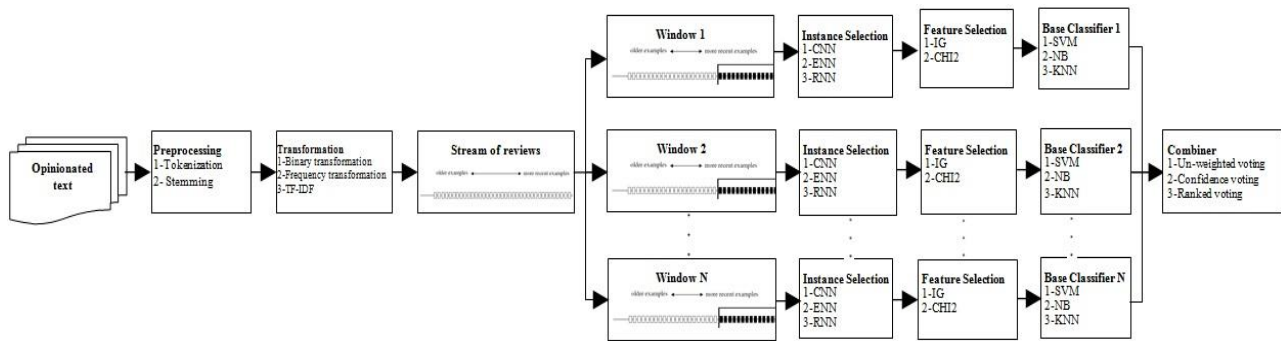 Opinionated
text
Preprocessing
1-Tokenization
2- Stemming
Transformation
1-Binary transformation
2-Frequency transformation
3-TF-IDF
Stream of reviews
older examples more recent examples
Window 1
older examples more recent examples
Instance Selection
1-CNN
2-ENN
3-RNN
Feature Selection
1-IG
2-CHI2
Base Classifier 1
1-SVM
2-NB
3-KNN
Window 2
older examples more recent examples
Instance Selection
1-CNN
2-ENN
3-RNN
Feature Selection
1-IG
2-CHI2
Base Classifier 2
1-SVM
2-NB
3-KNN
Window N
older examples more recent examples
Instance Selection
1-CNN
2-ENN
3-RNN
Feature Selection
1-IG
2-CHI2
Base Classifier N
1-SVM
2-NB
3-KNN
Combiner
1-Un-weighted voting
2-Confidence voting
3-Ranked voting